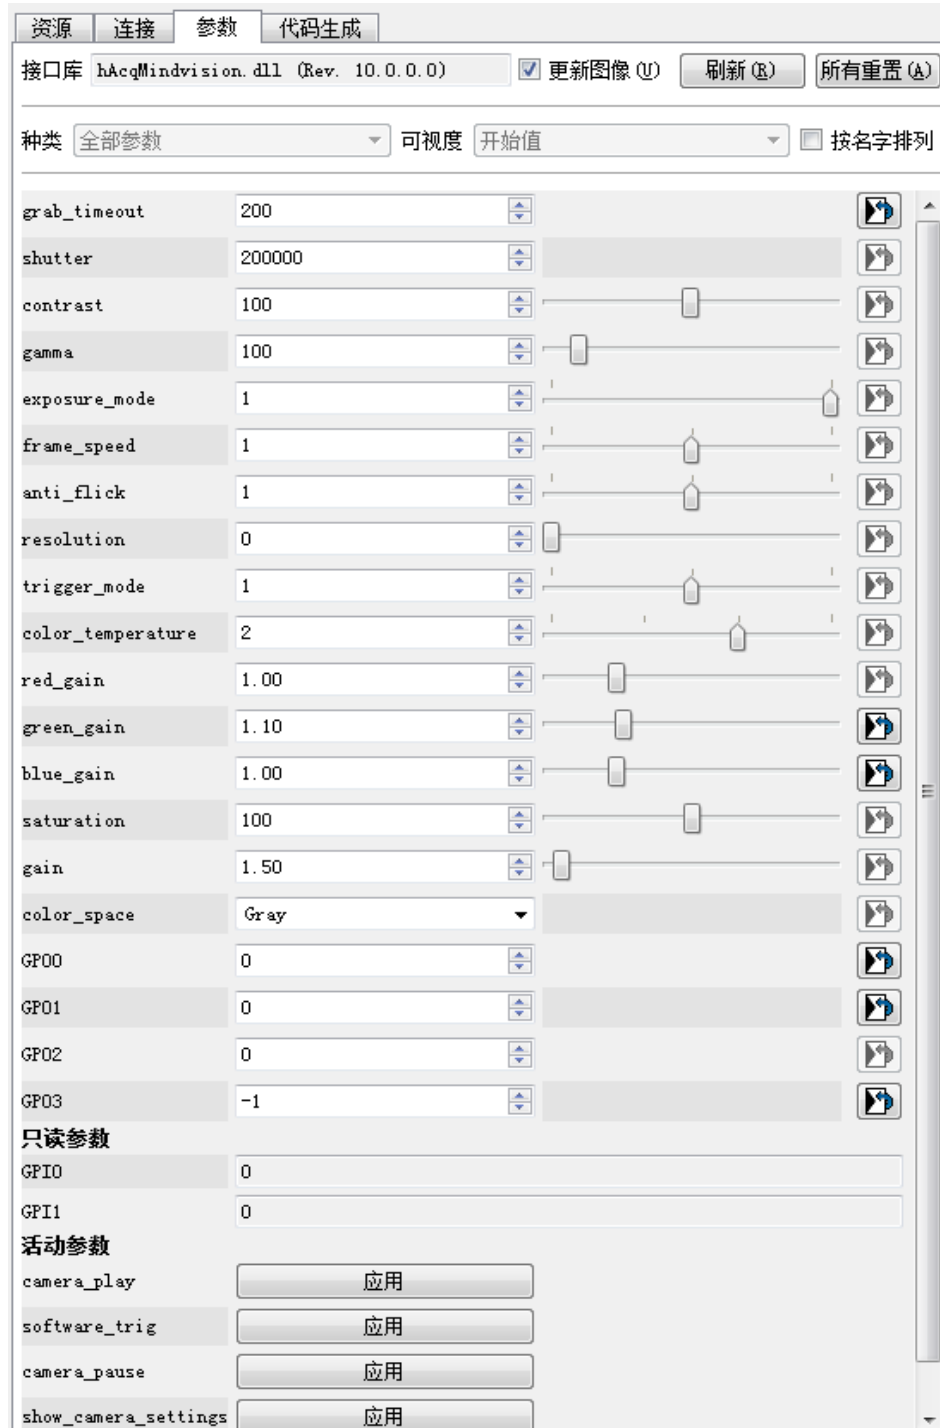 资源 连接 参数 代码生成
接口库 hAcqMindvision.dll (Rev. 10.0.0.0) 更新图像(U) 刷新(R) 所有重置(A)
种类 全部参数 可视度 开始值 按名字排列
grab_timeout 200
shutter 200000
contrast 100
gamma 100
exposure_mode 1
frame_speed 1
anti_flick 1
resolution 0
trigger_mode 1
color_temperature 2
red_gain 1.00
green_gain 1.10
blue_gain 1.00
saturation 100
gain 1.50
color_space Gray
GPO0 0
GPO1 0
GPO2 0
GPO3 -1
只读参数
GPI0 0
GPI1 0
活动参数
camera_play 应用
software_trig 应用
camera_pause 应用
show_camera_settings 应用